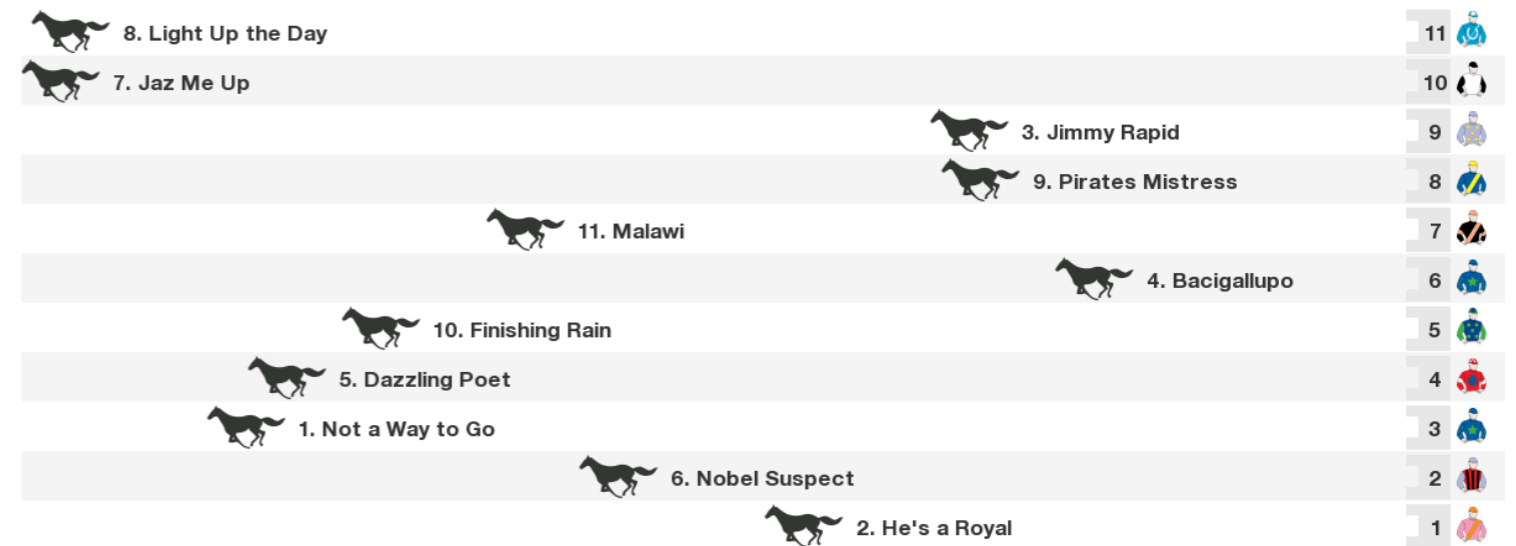 8. Light Up the Day 11
7. Jaz Me Up 10
3. Jimmy Rapid 9
9. Pirates Mistress 8
11. Malawi 7
4. Bacigallupo 6
10. Finishing Rain 5
5. Dazzling Poet 4
1. Not a Way to Go 3
6. Nobel Suspect 2
2. He's a Royal 1